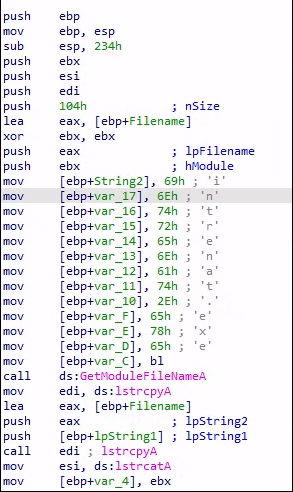 push ebp
mov ebp, esp
sub esp, 234h
push ebx
push esi
push edi
push 104h ; nSize
lea eax, [ebp+Filename]
xor ebx, ebx
push eax ; lpFilename
push ebx ; hModule
mov [ebp+String2], 69h ; 'i'
mov [ebp+var_17], 6Eh ; 'n'
mov [ebp+var_16], 74h ; 't'
mov [ebp+var_15], 72h ; 'r'
mov [ebp+var_14], 65h ; 'e'
mov [ebp+var_13], 6Eh ; 'n'
mov [ebp+var_12], 61h ; 'a'
mov [ebp+var_11], 74h ; 't'
mov [ebp+var_10], 2Eh ; '.'
mov [ebp+var_F], 65h ; 'e'
mov [ebp+var_E], 78h ; 'x'
mov [ebp+var_D], 65h ; 'e'
mov [ebp+var_C], bl
call ds:GetModuleFileNameA
mov edi, ds:lstrcpyA
lea eax, [ebp+Filename]
push eax ; lpString2
push [ebp+lpString1] ; lpString1
call edi ; lstrcpyA
mov esi, ds:lstrcatA
mov [ebp+var_4], ebx